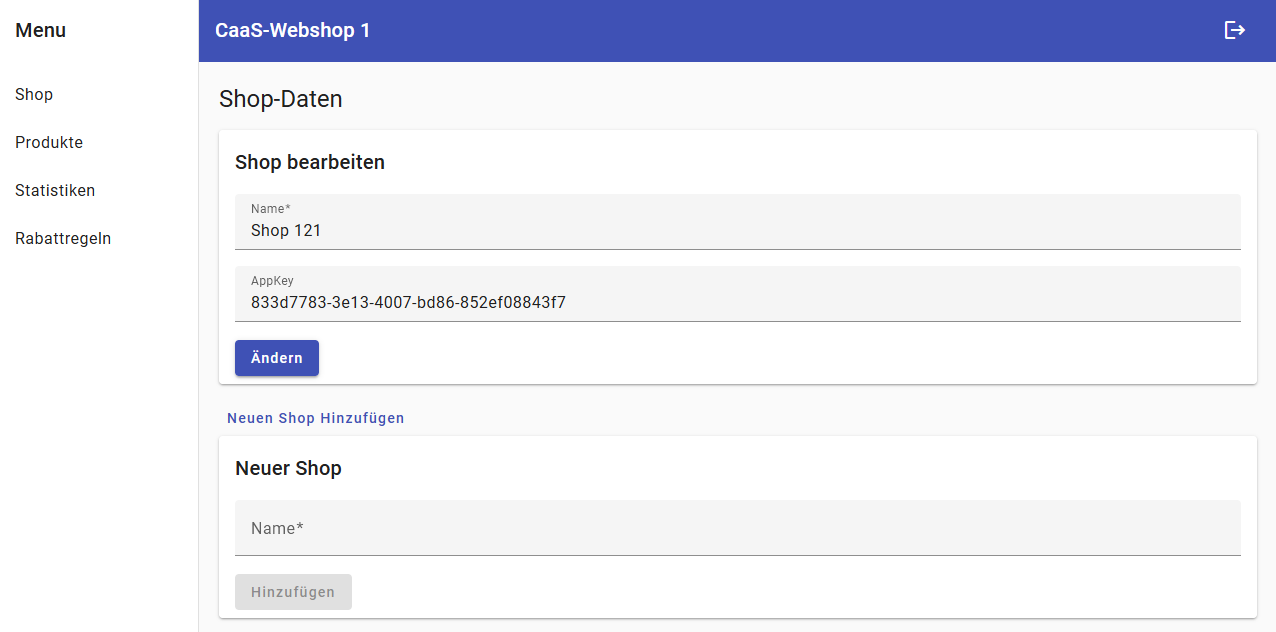 Menu
Shop
Produkte
Statistiken
Rabattregeln
CaaS-Webshop 1
Shop-Daten
Shop bearbeiten
Name*
Shop 121
AppKey
833d7783-3e13-4007-bd86-852ef08843f7
Ändern
Neuen Shop Hinzufügen
Neuer Shop
Name*
Hinzufügen